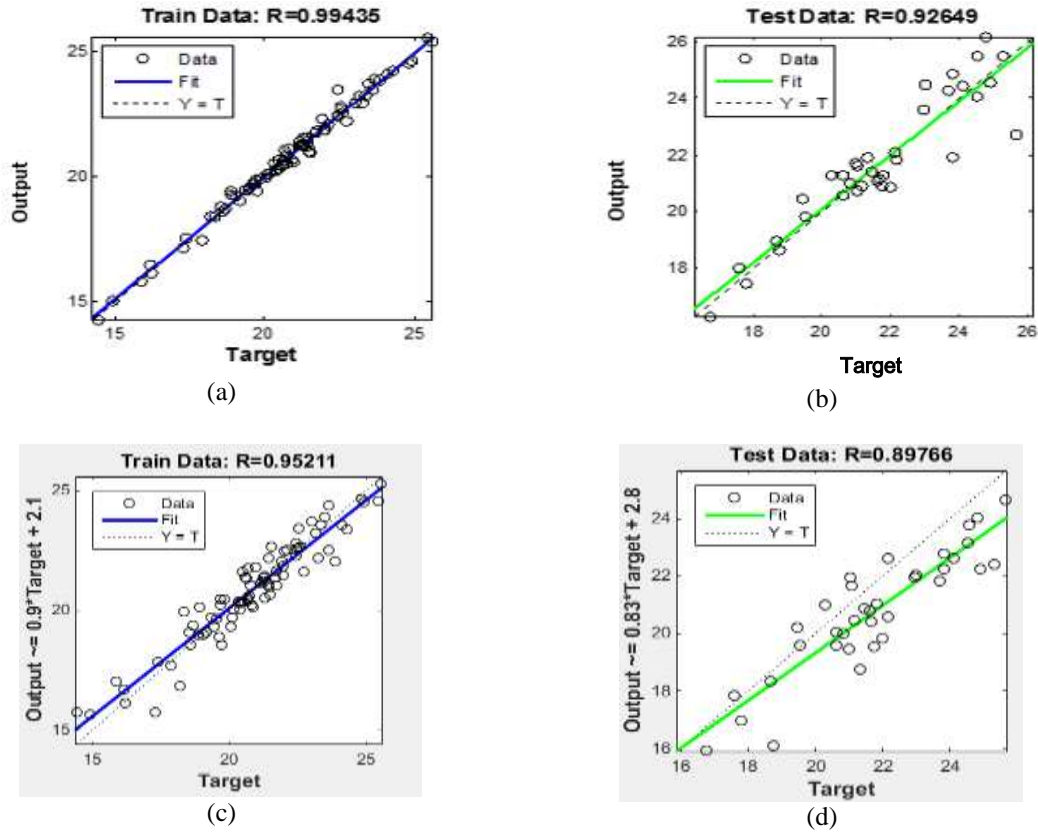 Train Data: R=0.99435
Data
Fit
Y = T
25
20
15
Output
15
20
25
Target
(a)
Test Data: R=0.92649
Data
Fit
Y = T
26
24
22
20
18
Output
18
20
22
24
26
Target
(b)
Train Data: R=0.95211
Data
Fit
Y = T
25
20
15
Output ~= 0.9*Target + 2.1
15
20
25
Target
(c)
Test Data: R=0.89766
Data
Fit
Y = T
24
22
20
18
16
Output ~= 0.83*Target + 2.8
16
18
20
22
24
Target
(d)